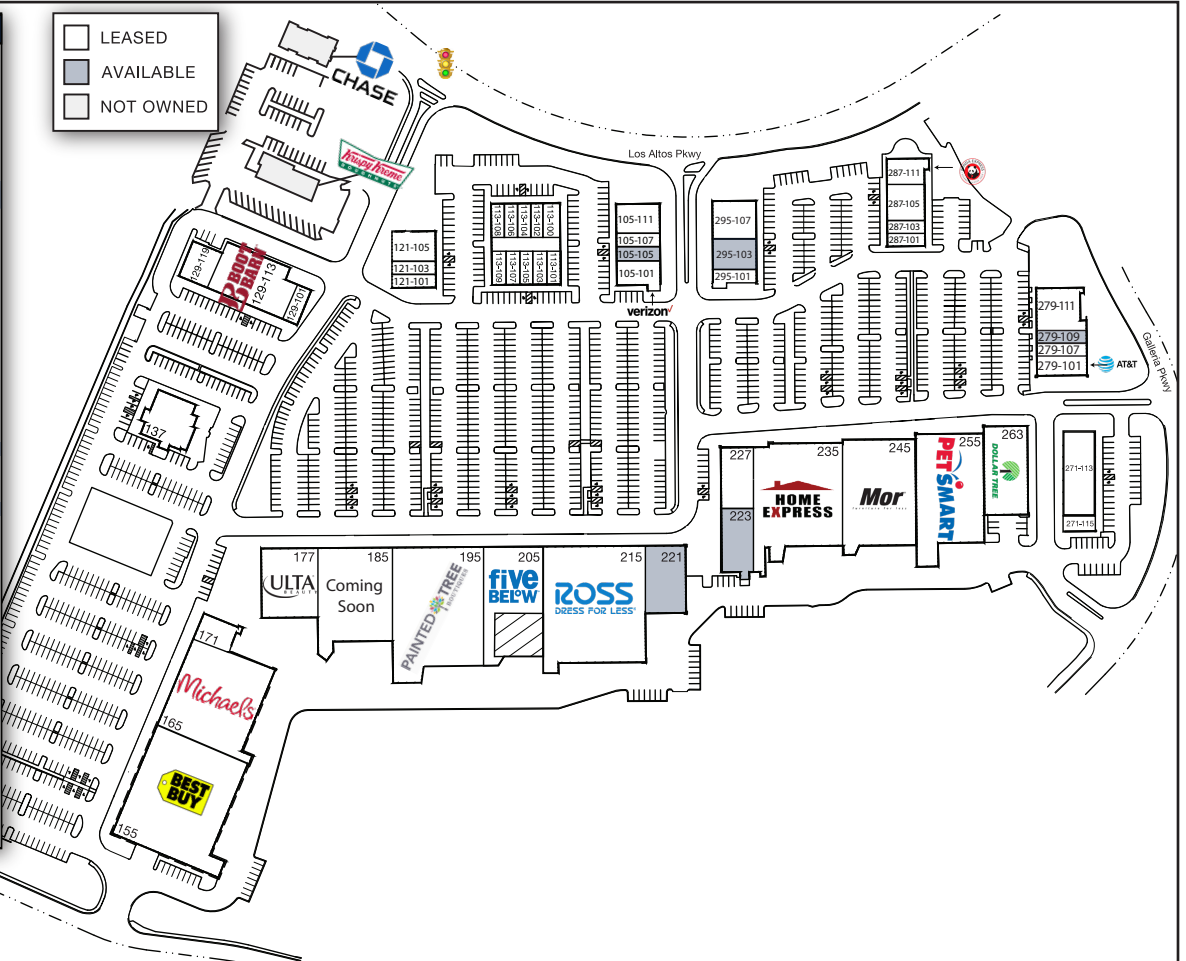 LEASED
AVAILABLE
NOT OWNED
CHASE
Krispy Kreme
DOUGHNUTS
Los Altos Pkwy
Galleria Pkwy
129-119
BOOT
BARN
129-113
129-101
121-105
121-103
121-101
113-108
113-106
113-104
113-102
113-100
113-109
113-107
113-105
113-103
113-101
105-111
105-107
105-105
105-101
verizon
295-107
295-103
295-101
287-111
287-105
287-103
287-101
279-111
279-109
279-107
279-101
AT&T
137
227
223
235
HOME
EXPRESS
245
Mor
furniture for less
255
PETSMART
263
DOLLAR TREE
271-113
271-115
177
ULTA
BEAUTY
185
Coming
Soon
195
PAINTED TREE
BOUTIQUES
205
five
BELOW
215
ROSS
DRESS FOR LESS
221
171
Michaels
165
BEST
BUY
155